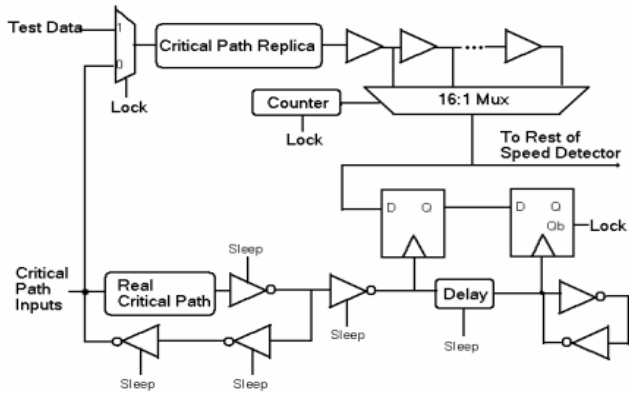 Test Data
1
0
Lock
Critical Path Replica
Counter
Lock
16:1 Mux
To Rest of
Speed Detector
D Q
D Q
Qb
Lock
Critical
Path
Inputs
Real
Critical Path
Sleep
Sleep
Delay
Sleep
Sleep
Sleep